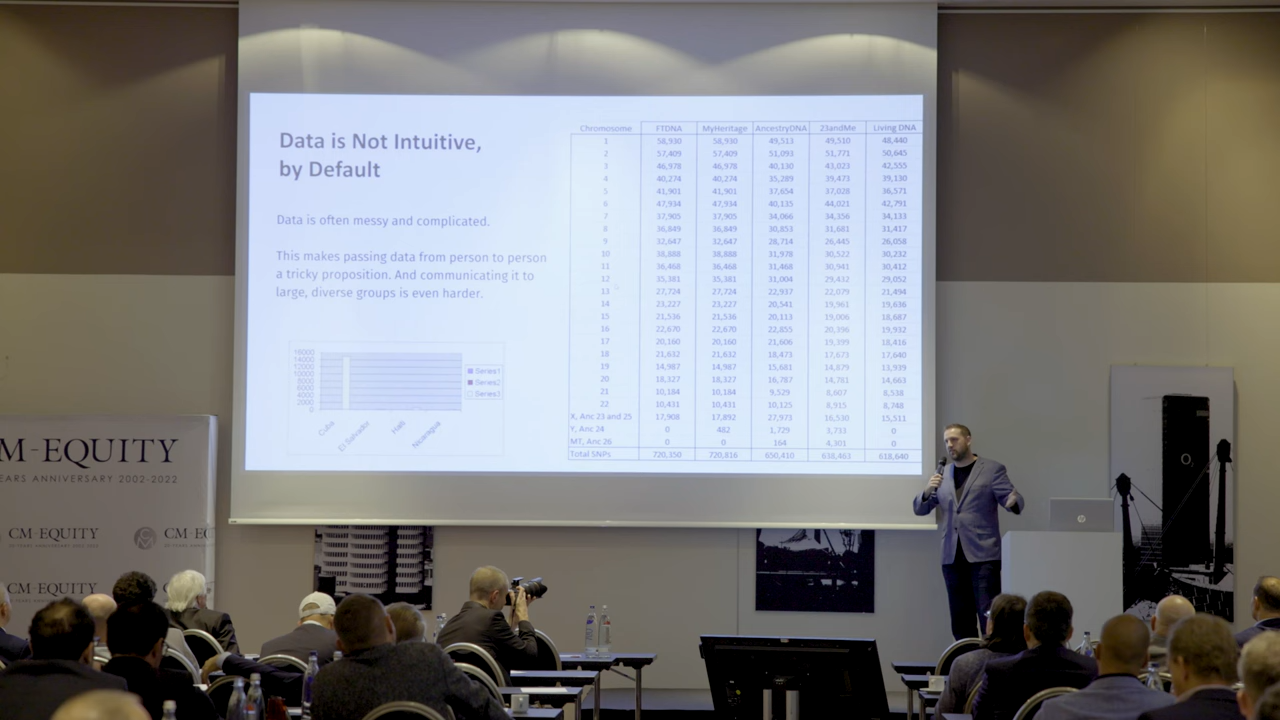 Data is Not Intuitive,
by Default
Data is often messy and complicated.
This makes passing data from person to person
a tricky proposition. And communicating it to
large, diverse groups is even harder.
16000
14000
12000
10000
8000
6000
4000
2000
0
Series1
Series2
Series3
Cuba
El Salvador
Haiti
Nicaragua
Chromosome FTDNA MyHeritage AncestryDNA 23andMe Living DNA
1 58,930 58,930 49,513 49,510 48,440
2 57,409 57,409 51,093 51,771 50,645
3 46,978 46,978 40,130 43,023 42,555
4 40,274 40,274 35,289 39,473 39,130
5 41,901 41,901 37,654 37,028 36,571
6 47,934 47,934 40,135 44,021 42,791
7 37,905 37,905 34,066 34,356 34,133
8 36,849 36,849 30,853 31,681 31,417
9 32,647 32,647 28,714 26,445 26,058
10 38,888 38,888 31,978 30,522 30,232
11 36,468 36,468 31,468 30,941 30,412
12 35,381 35,381 31,004 29,432 29,052
13 27,724 27,724 22,937 22,079 21,494
14 23,227 23,227 20,541 19,961 19,636
15 21,536 21,536 20,113 19,006 18,687
16 22,670 22,670 22,855 20,396 19,932
17 20,160 20,160 21,606 19,399 18,416
18 21,632 21,632 18,473 17,673 17,640
19 14,987 14,987 15,681 14,879 13,939
20 18,327 18,327 16,787 14,781 14,663
21 10,184 10,184 9,529 8,607 8,538
22 10,431 10,431 10,125 8,915 8,748
X, Anc 23 and 25 17,908 17,892 27,973 16,530 15,511
Y, Anc 24 0 482 1,729 3,733 0
MT, Anc 26 0 0 164 4,301 0
Total SNPs 720,350 720,816 650,410 638,463 618,640
M-EQUITY
YEARS ANNIVERSARY 2002-2022
CM-EQUITY
CM-EQ
CM-EQUITY
hp